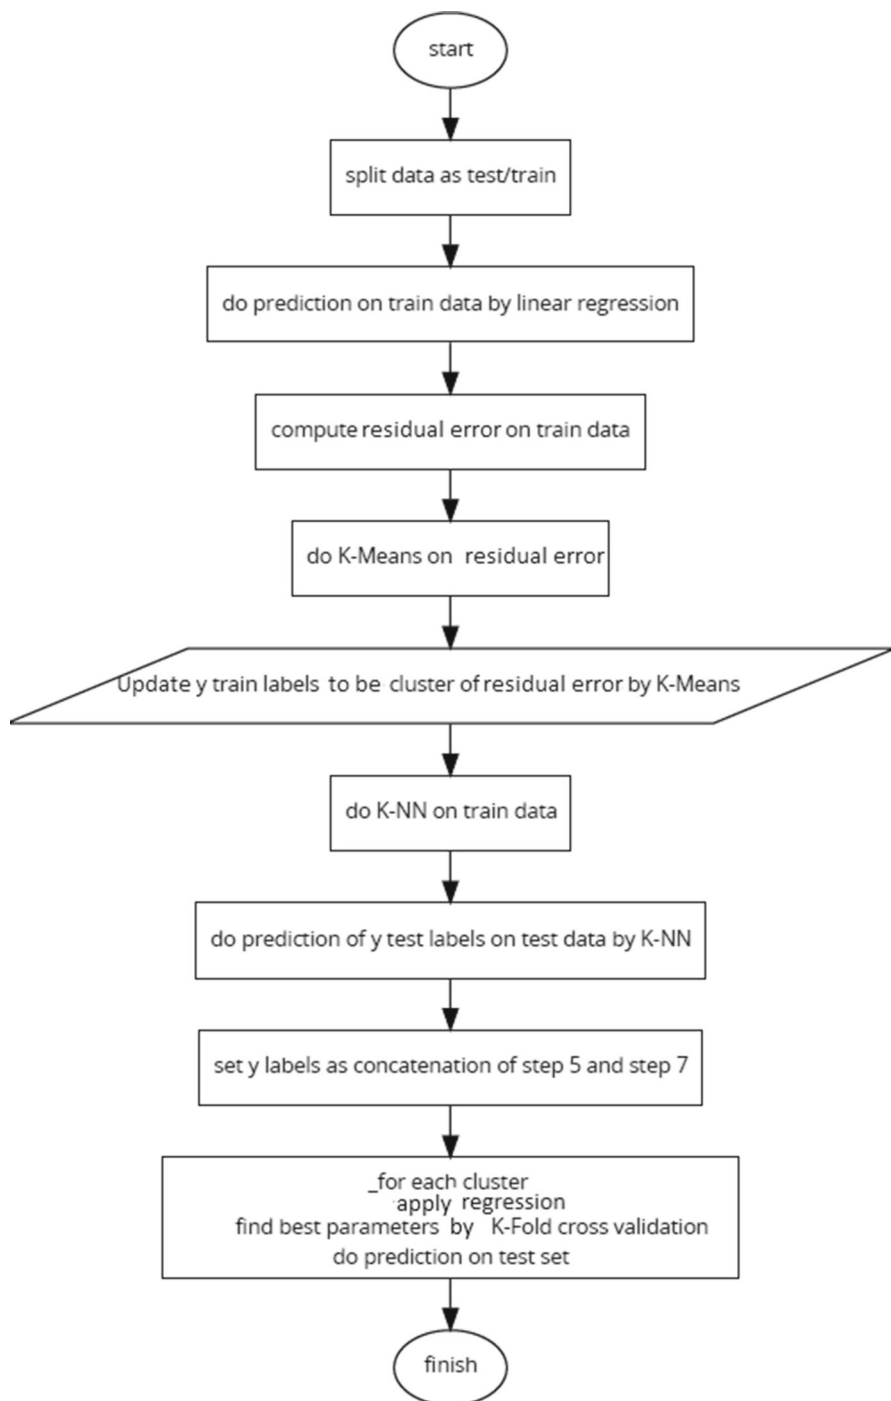 start
split data as test/train
do prediction on train data by linear regression
compute residual error on train data
do K-Means on residual error
Update y train labels to be cluster of residual error by K-Means
do K-NN on train data
do prediction of y test labels on test data by K-NN
set y labels as concatenation of step 5 and step 7
_for each cluster
apply regression
find best parameters by K-Fold cross validation
do prediction on test set
finish